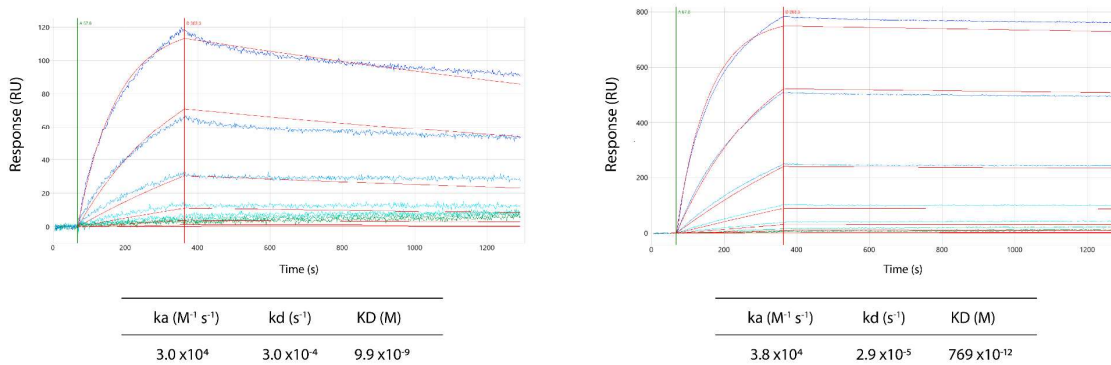 120
100
80
60
40
20
0
Response (RU)
0 200 400 600 800 1000 1200
Time (s)
ka (M⁻¹ s⁻¹) kd (s⁻¹) KD (M)
3.0 x10⁴ 3.0x10⁻⁴ 9.9 x10⁻⁹
800
600
400
200
0
Response (RU)
0 200 400 600 800 1000 1200
Time (s)
ka (M⁻¹ s⁻¹) kd (s⁻¹) KD (M)
3.8 x10⁴ 2.9 x10⁻⁵ 769 x10⁻¹²